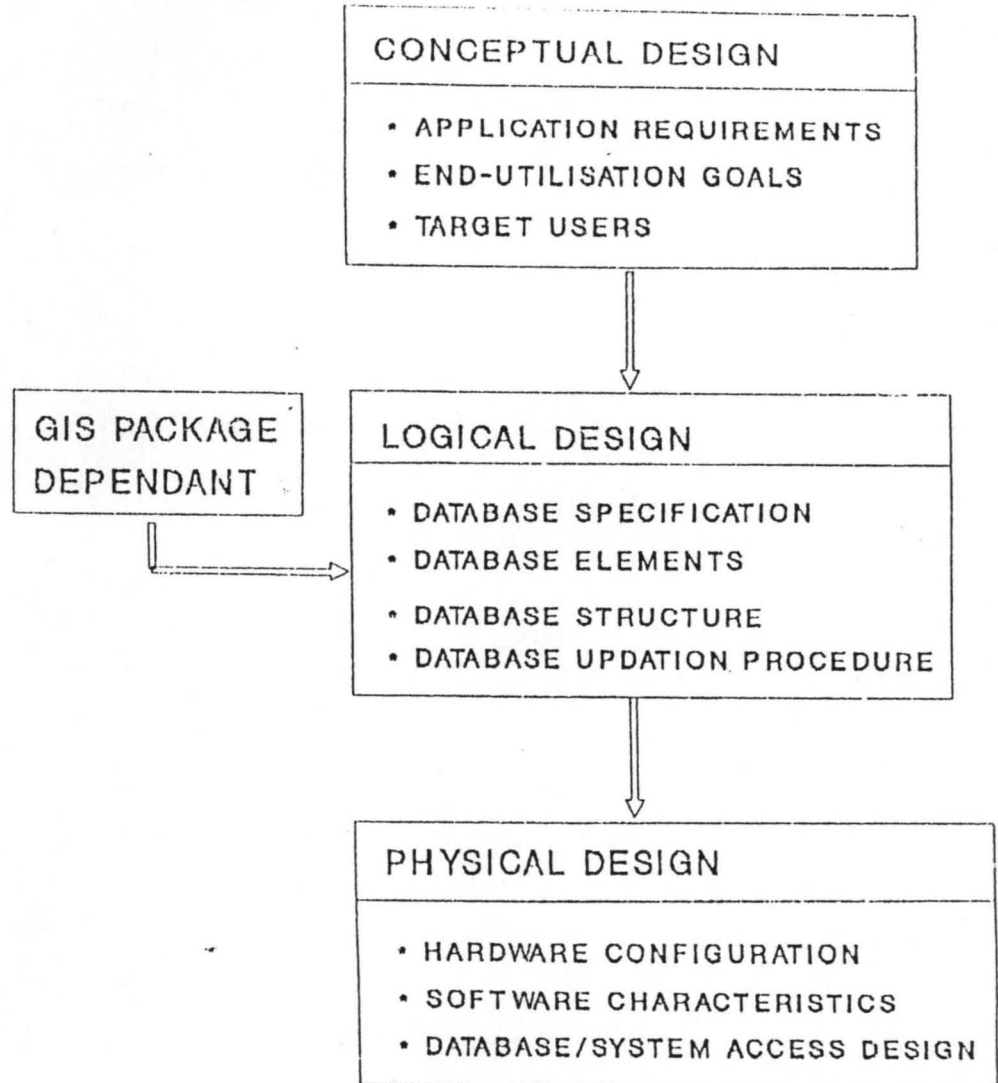 CONCEPTUAL DESIGN
* APPLICATION REQUIREMENTS
* END-UTILISATION GOALS
* TARGET USERS
GIS PACKAGE
DEPENDANT
LOGICAL DESIGN
* DATABASE SPECIFICATION
* DATABASE ELEMENTS
* DATABASE STRUCTURE
* DATABASE UPDATION PROCEDURE
PHYSICAL DESIGN
* HARDWARE CONFIGURATION
* SOFTWARE CHARACTERISTICS
* DATABASE/SYSTEM ACCESS DESIGN